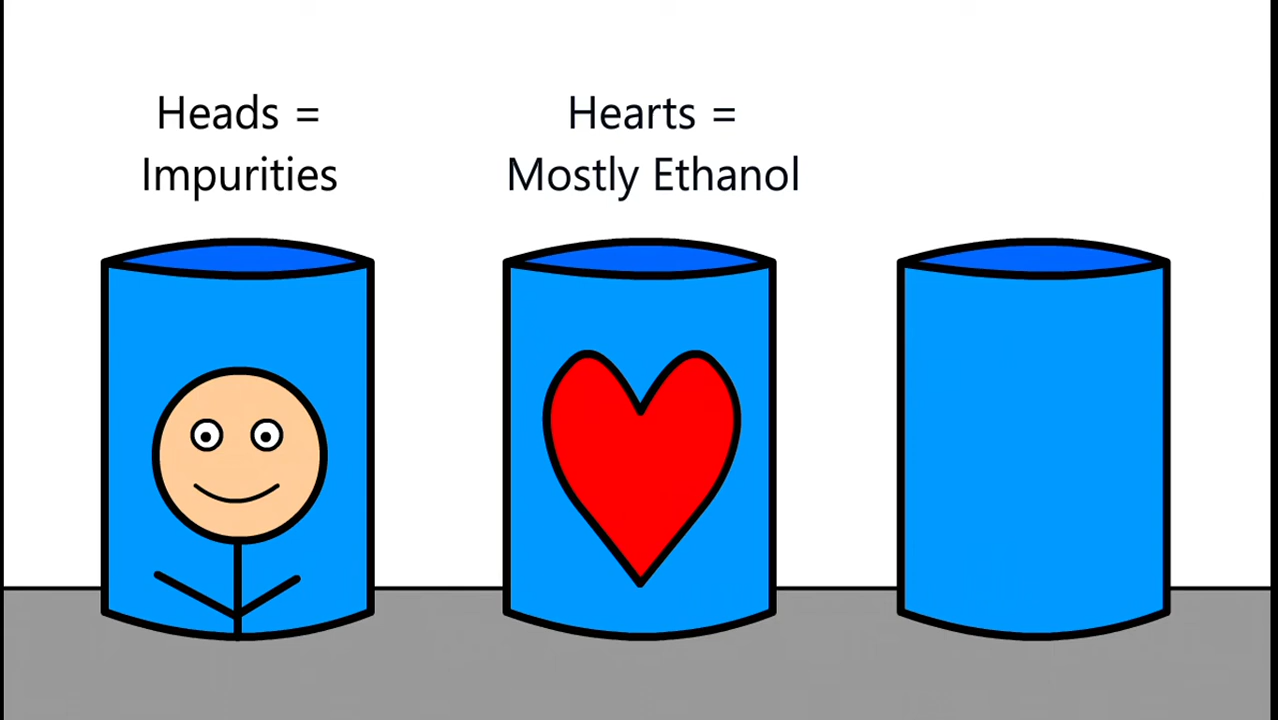 Heads =
Impurities
Hearts =
Mostly Ethanol